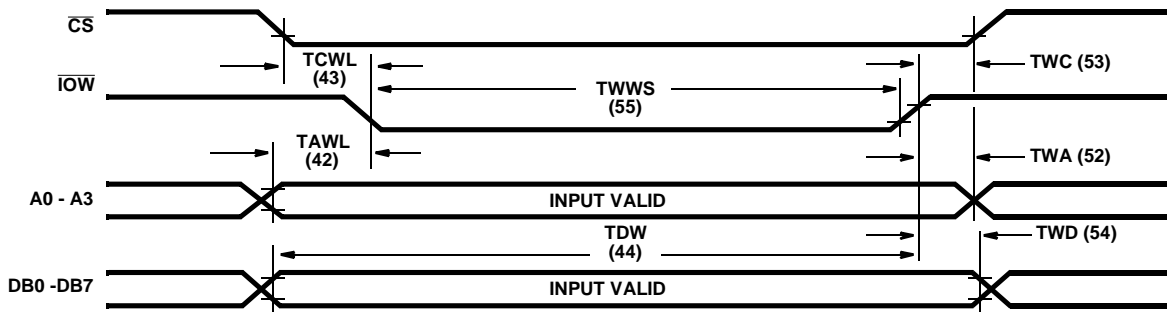 CS
TCWL
(43)
TWC (53)
IOW
TWWS
(55)
TAWL
(42)
TWA (52)
A0 - A3
INPUT VALID
TDW
(44)
TWD (54)
DB0 -DB7
INPUT VALID